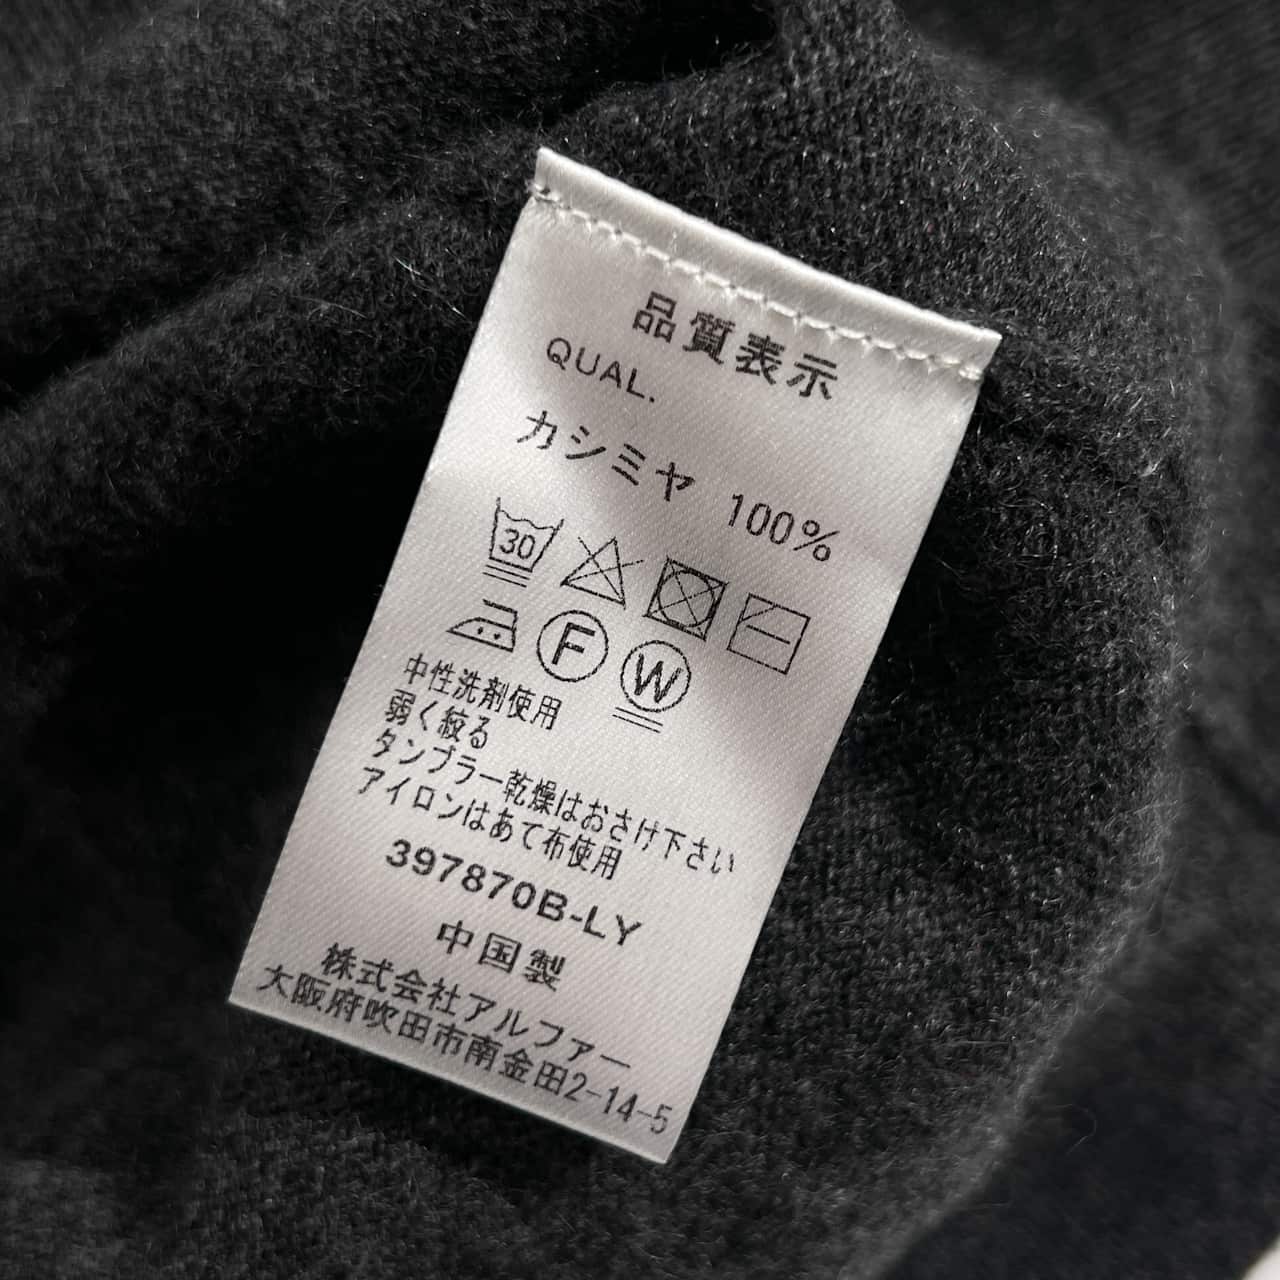 品質表示
QUAL.
カシミヤ 100%
30
F W
中性洗剤使用
弱く絞る
タンブラー乾燥はおさけ下さい
アイロンはあて布使用
397870B-LY
中国製
株式会社アルファー
大阪府吹田市南金田2-14-5